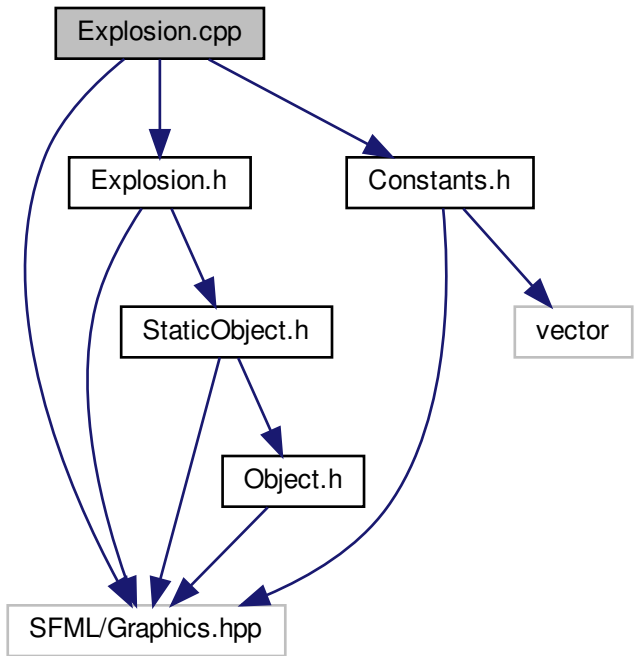 Explosion.cpp
Explosion.h
Constants.h
StaticObject.h
vector
Object.h
SFML/Graphics.hpp